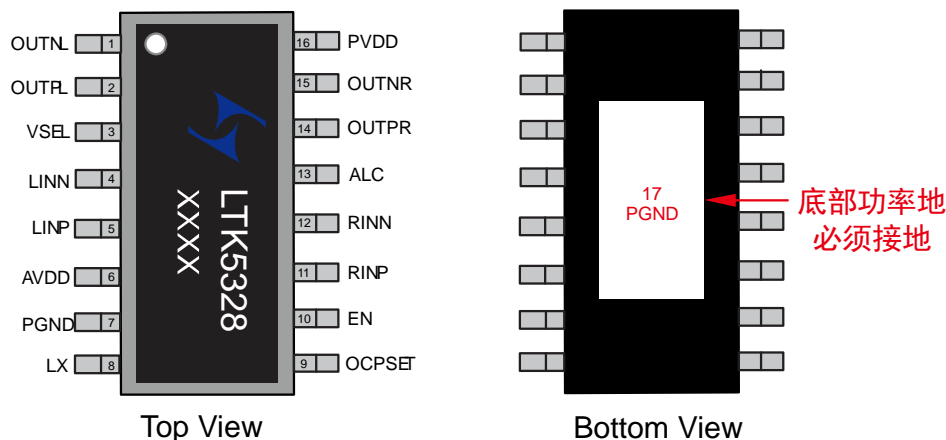 OUTNL 1
OUTPL 2
VSEL 3
LINN 4
LINP 5
AVDD 6
PGND 7
LX 8
16 PVDD
15 OUTNR
14 OUTPR
13 ALC
12 RINN
11 RINP
10 EN
9 OCPSET
LTK5328
XXXX
Top View
17
PGND
底部功率地
必须接地
Bottom View